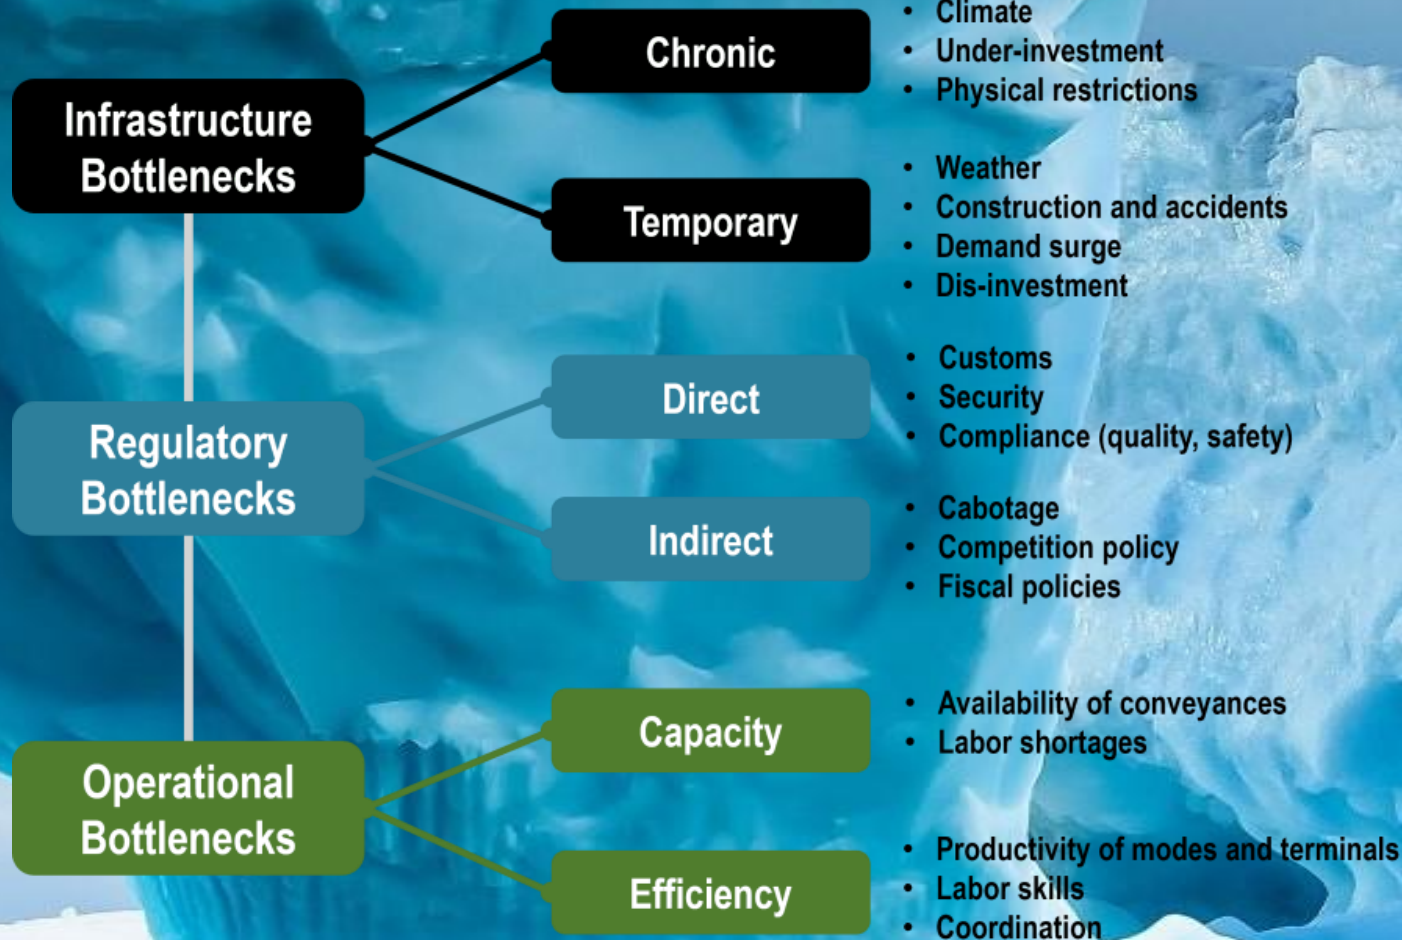 Infrastructure
Bottlenecks
Chronic
• Climate
• Under-investment
• Physical restrictions
Temporary
• Weather
• Construction and accidents
• Demand surge
• Dis-investment
Regulatory
Bottlenecks
Direct
• Customs
• Security
• Compliance (quality, safety)
Indirect
• Cabotage
• Competition policy
• Fiscal policies
Operational
Bottlenecks
Capacity
• Availability of conveyances
• Labor shortages
Efficiency
• Productivity of modes and terminals
• Labor skills
• Coordination